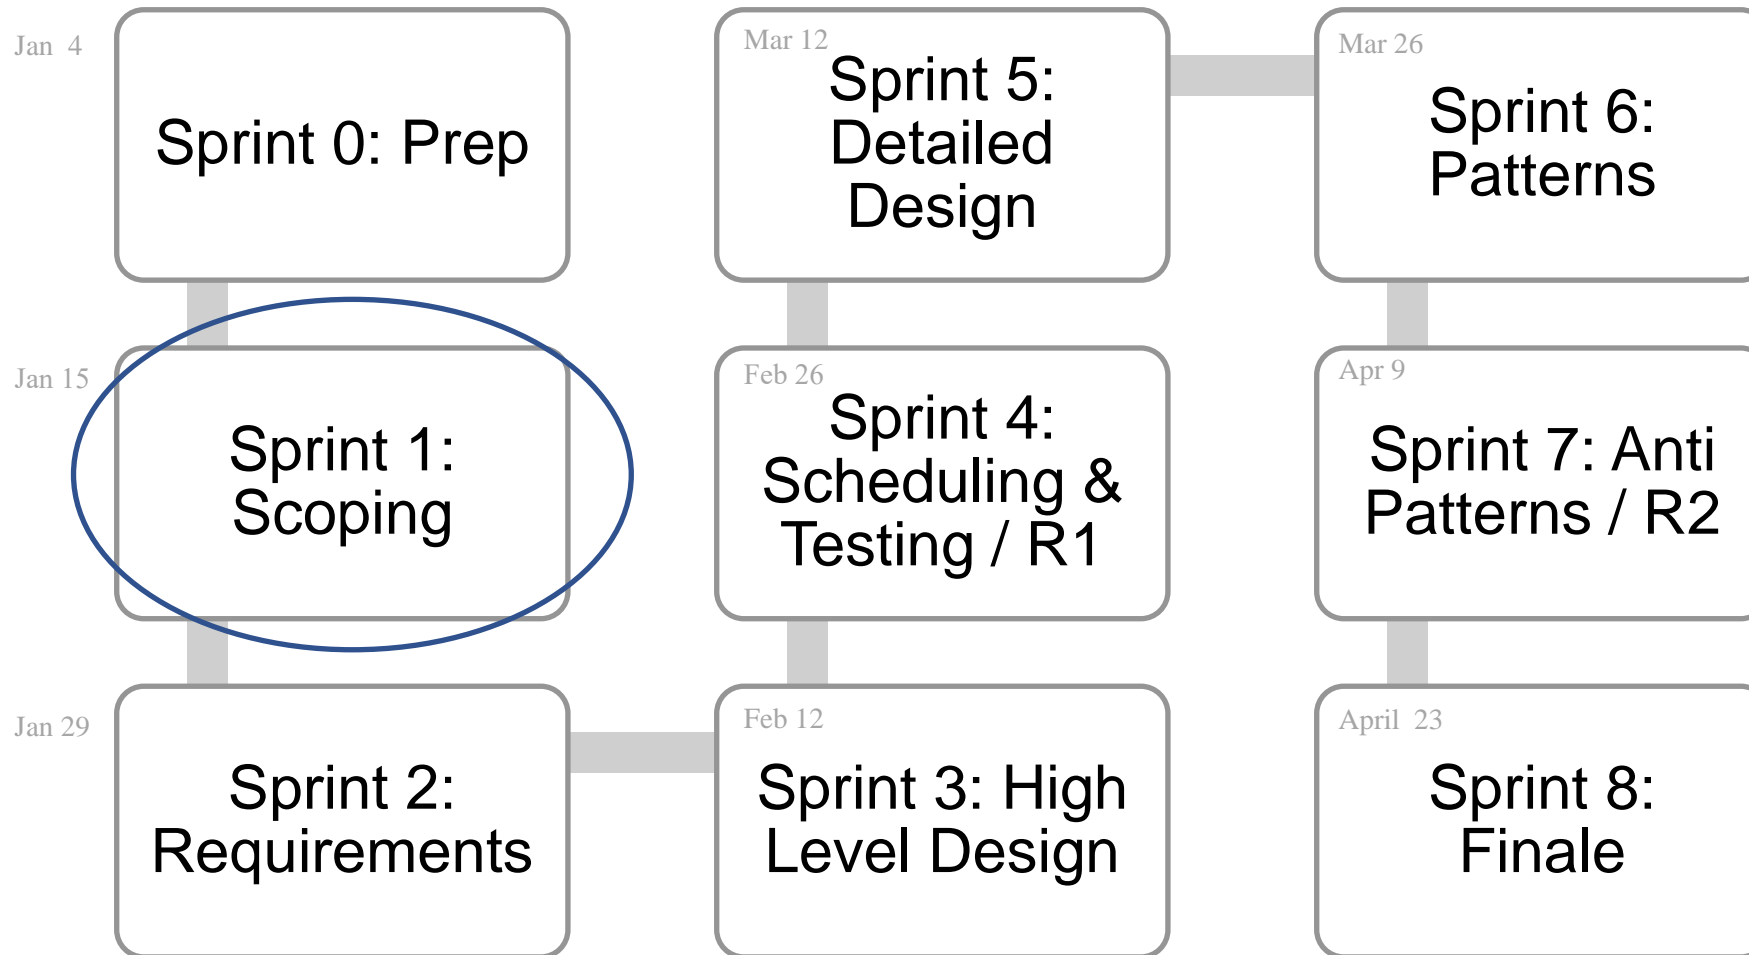 Jan 4
Sprint 0: Prep
Jan 15
Sprint 1:
Scoping
Jan 29
Sprint 2:
Requirements
Feb 12
Sprint 3: High
Level Design
Feb 26
Sprint 4:
Scheduling &
Testing / R1
Mar 12
Sprint 5:
Detailed
Design
Mar 26
Sprint 6:
Patterns
Apr 9
Sprint 7: Anti
Patterns / R2
April 23
Sprint 8:
Finale